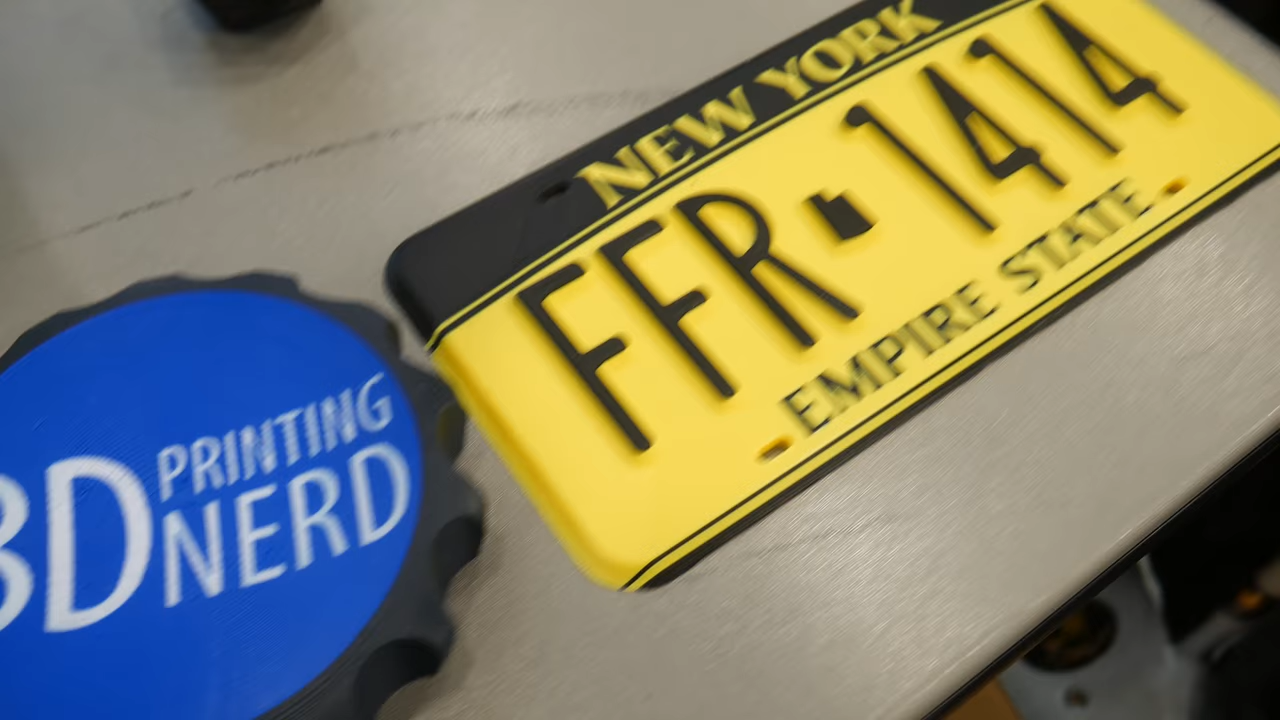 NEW YORK
FFR 1414
EMPIRE STATE
3D PRINTING
NERD